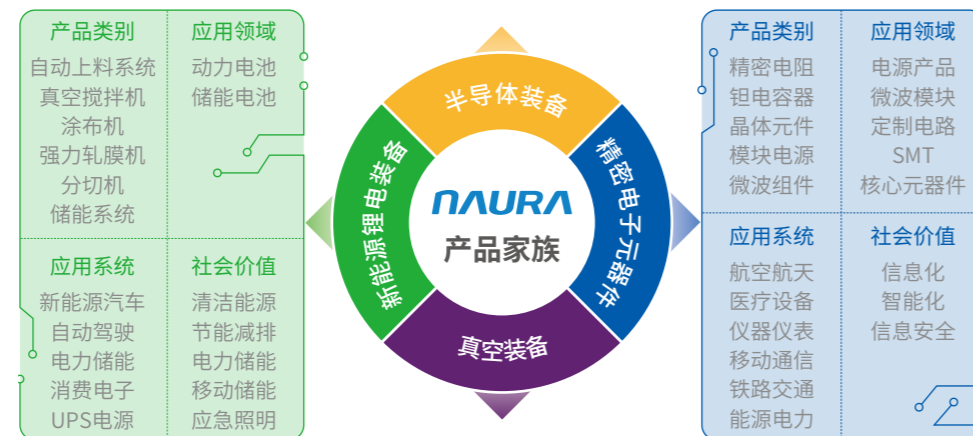 产品类别
自动上料系统
真空搅拌机
涂布机
强力轧膜机
分切机
储能系统
应用领域
动力电池
储能电池
应用系统
新能源汽车
自动驾驶
电力储能
消费电子
UPS电源
社会价值
清洁能源
节能减排
电力储能
移动储能
应急照明
半导体装备
新能源锂电装备
NAURA
产品家族
精密电子元器件
真空装备
产品类别
精密电阻
钽电容器
晶体元件
模块电源
微波组件
应用领域
电源产品
微波模块
定制电路
SMT
核心元器件
应用系统
航空航天
医疗设备
仪器仪表
移动通信
铁路交通
能源电力
社会价值
信息化
智能化
信息安全